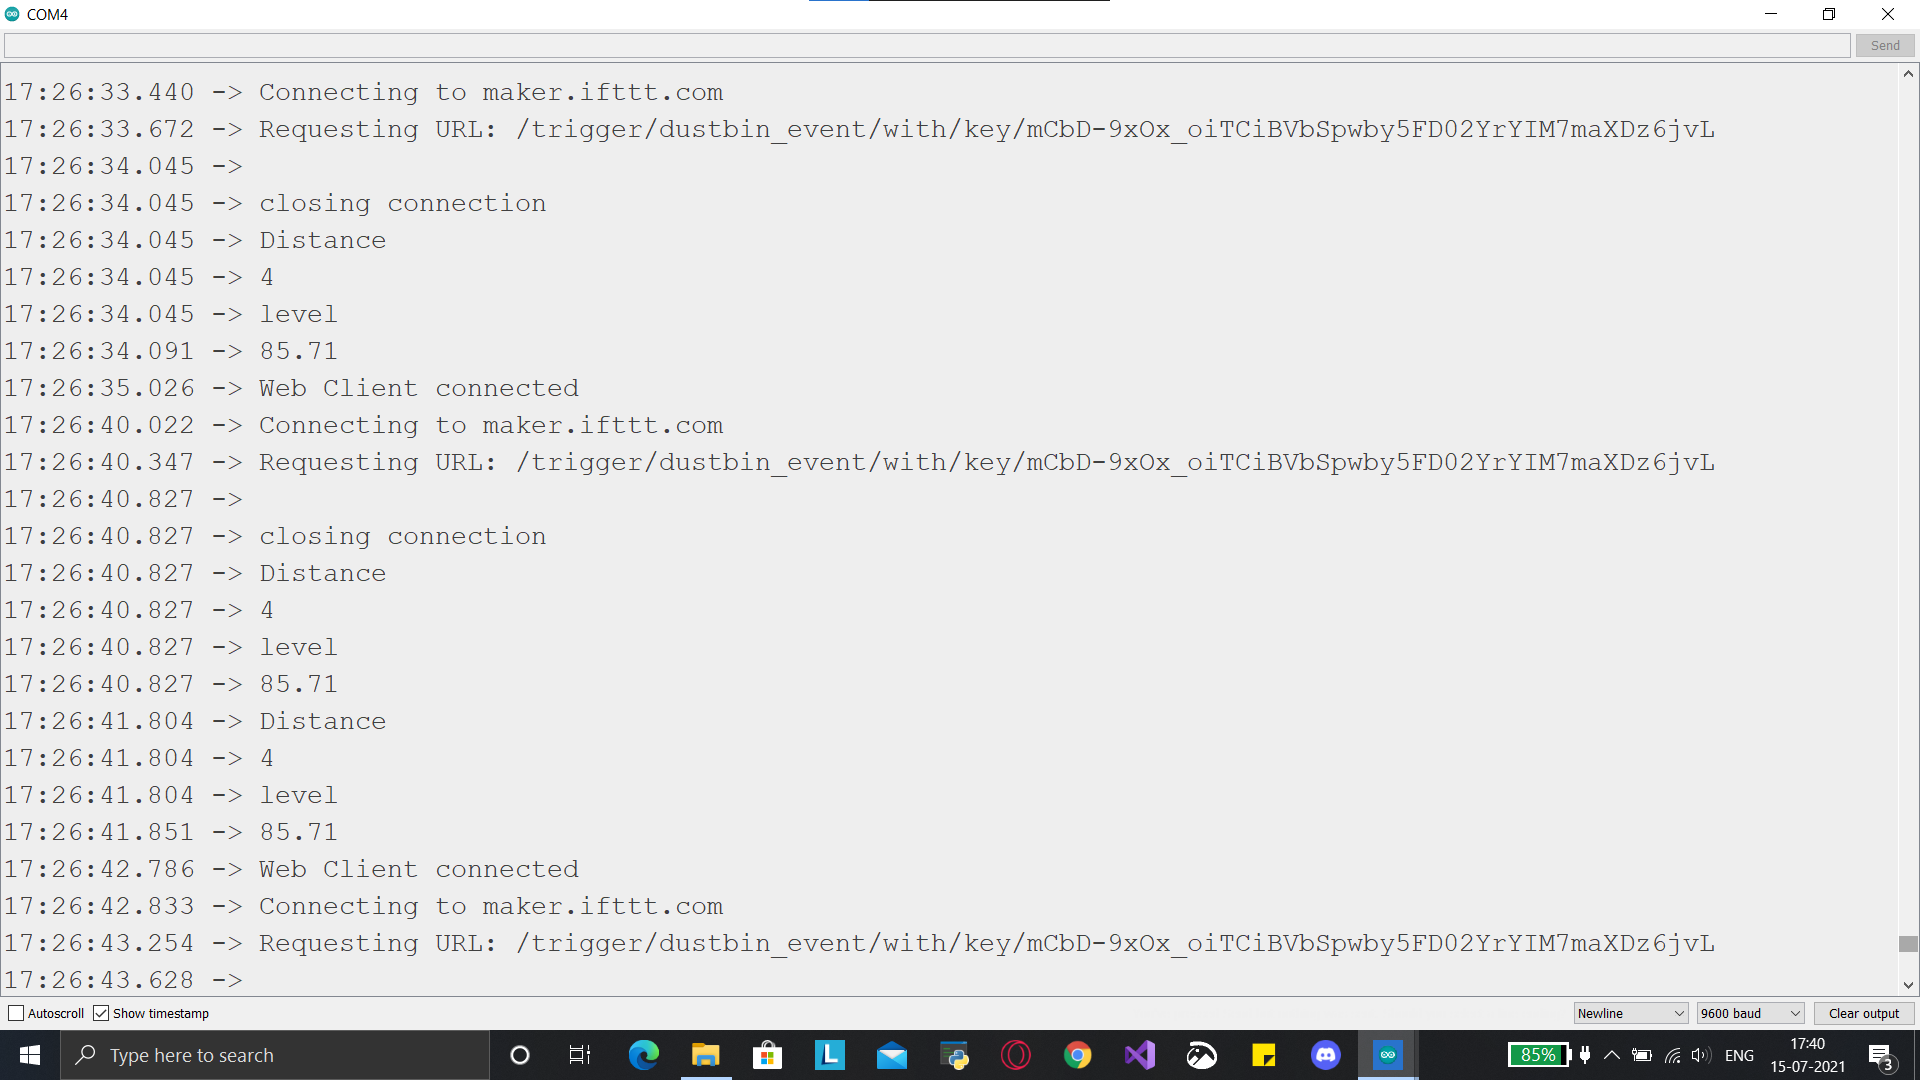 COM4
Send
17:26:33.440 -> Connecting to maker.ifttt.com
17:26:33.672 -> Requesting URL: /trigger/dustbin_event/with/key/mCbD-9xOx_oiTCiBVbSpwby5FD02YrYIM7maXDz6jvL
17:26:34.045 ->
17:26:34.045 -> closing connection
17:26:34.045 -> Distance
17:26:34.045 -> 4
17:26:34.045 -> level
17:26:34.091 -> 85.71
17:26:35.026 -> Web Client connected
17:26:40.022 -> Connecting to maker.ifttt.com
17:26:40.347 -> Requesting URL: /trigger/dustbin_event/with/key/mCbD-9xOx_oiTCiBVbSpwby5FD02YrYIM7maXDz6jvL
17:26:40.827 ->
17:26:40.827 -> closing connection
17:26:40.827 -> Distance
17:26:40.827 -> 4
17:26:40.827 -> level
17:26:40.827 -> 85.71
17:26:41.804 -> Distance
17:26:41.804 -> 4
17:26:41.804 -> level
17:26:41.851 -> 85.71
17:26:42.786 -> Web Client connected
17:26:42.833 -> Connecting to maker.ifttt.com
17:26:43.254 -> Requesting URL: /trigger/dustbin_event/with/key/mCbD-9xOx_oiTCiBVbSpwby5FD02YrYIM7maXDz6jvL
17:26:43.628 ->
Autoscroll Show timestamp Newline 9600 baud Clear output
Type here to search L 85% ENG 17:40 3
15-07-2021